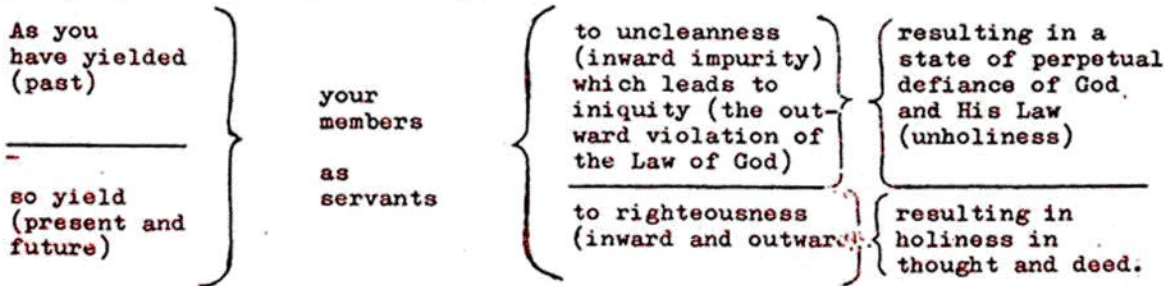 As you
have yielded
(past)
so yield
(present and
future)
your
members
as
servants
to uncleanness
(inward impurity)
which leads to
iniquity (the out-
ward violation of
the Law of God)
resulting in a
state of perpetual
defiance of God
and His Law
(unholiness)
to righteousness
(inward and outward
resulting in
holiness in
thought and deed.